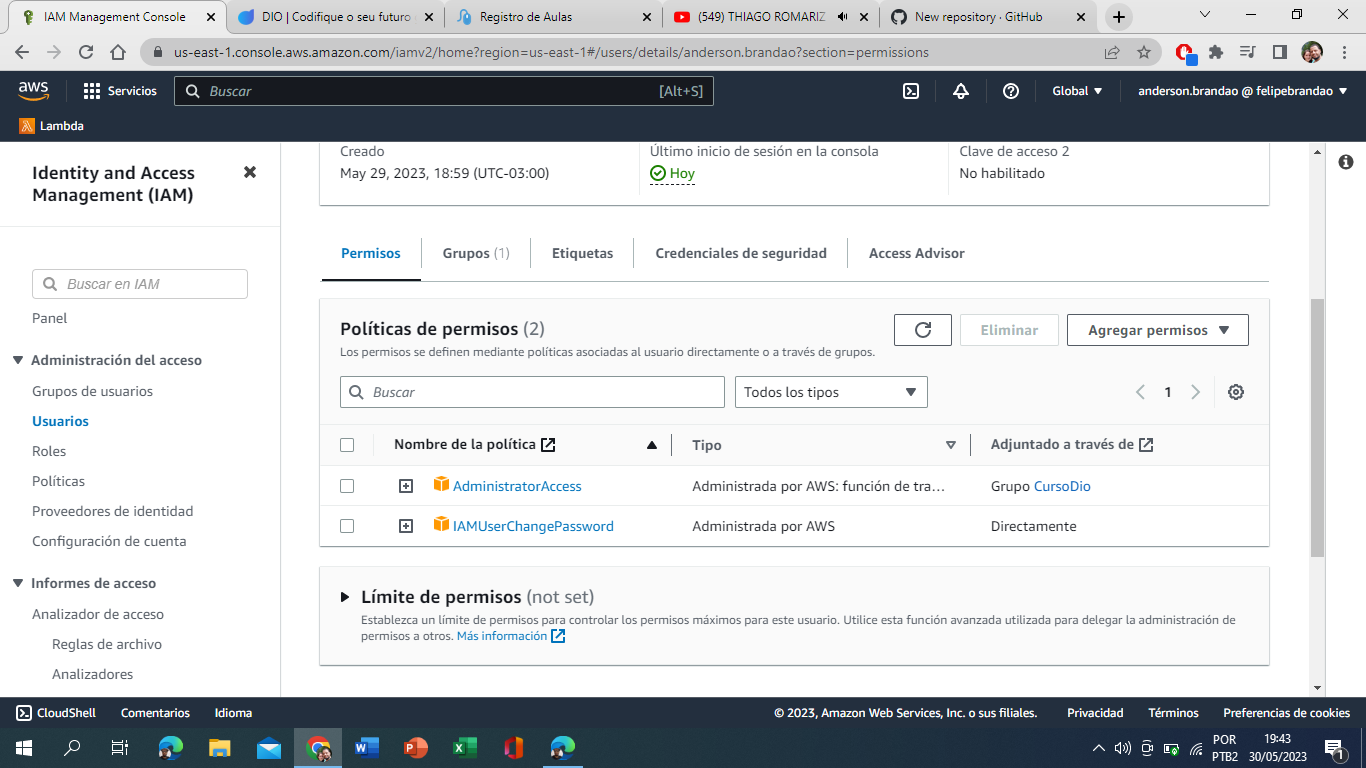 IAM Management Console
DIO | Codifique o seu futuro
Registro de Aulas
(549) THIAGO ROMARIZ
New repository · GitHub
us-east-1.console.aws.amazon.com/iamv2/home?region=us-east-1#/users/details/anderson.brandao?section=permissions
aws
Servicios
Buscar
[Alt+S]
Global
anderson.brandao @ felipebrandao
Lambda
Identity and Access
Management (IAM)
Buscar en IAM
Panel
Administración del acceso
Grupos de usuarios
Usuarios
Roles
Políticas
Proveedores de identidad
Configuración de cuenta
Informes de acceso
Analizador de acceso
Reglas de archivo
Analizadores
Creado
May 29, 2023, 18:59 (UTC-03:00)
Último inicio de sesión en la consola
Hoy
Clave de acceso 2
No habilitado
Permisos
Grupos (1)
Etiquetas
Credenciales de seguridad
Access Advisor
Políticas de permisos (2)
Los permisos se definen mediante políticas asociadas al usuario directamente o a través de grupos.
Eliminar
Agregar permisos
Buscar
Todos los tipos
1
Nombre de la política
Tipo
Adjuntado a través de
AdministratorAccess
Administrada por AWS: función de tra...
Grupo CursoDio
IAMUserChangePassword
Administrada por AWS
Directamente
Límite de permisos (not set)
Establezca un límite de permisos para controlar los permisos máximos para este usuario. Utilice esta función avanzada utilizada para delegar la administración de
permisos a otros. Más información
CloudShell
Comentarios
Idioma
© 2023, Amazon Web Services, Inc. o sus filiales.
Privacidad
Términos
Preferencias de cookies
POR
PTB2
19:43
30/05/2023
1